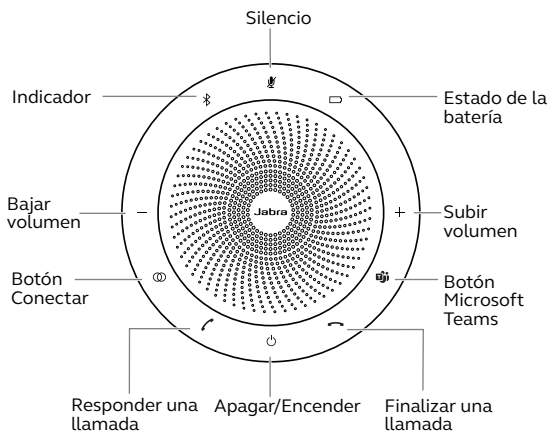 Silencio
Indicador
Estado de la
batería
Jabra
Bajar
volumen
Subir
volumen
Botón
Conectar
Botón
Microsoft
Teams
Responder una
llamada
Apagar/Encender
Finalizar una
llamada